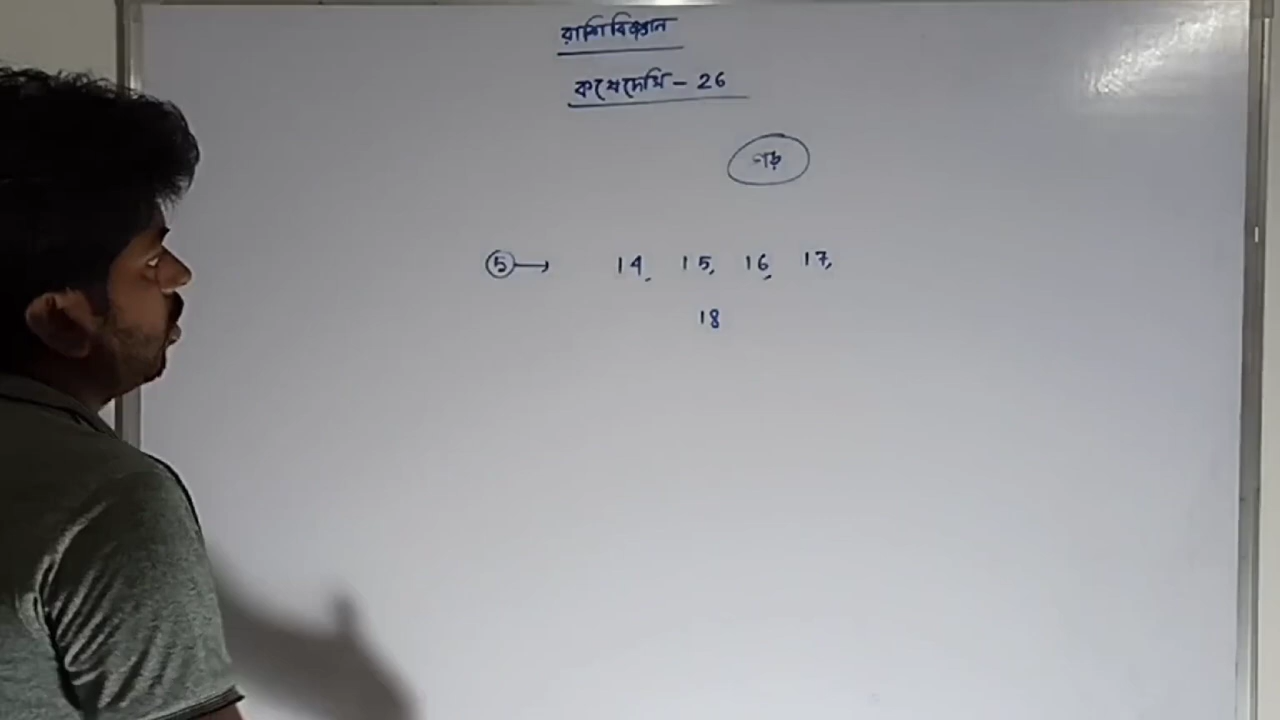 রাশিবিজ্ঞান
কষেদেখি - 26
গড়
5 → 14, 15, 16, 17,
18